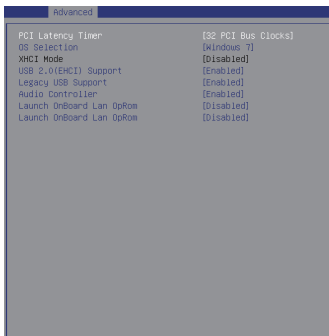 Advanced
PCI Latency Timer [32 PCI Bus Clocks]
OS Selection [Windows 7]
XHCI Mode [Disabled]
USB 2.0(EHCI) Support [Enabled]
Legacy USB Support [Enabled]
Audio Controller [Enabled]
Launch OnBoard Lan OpRom [Disabled]
Launch OnBoard Lan OpRom [Disabled]